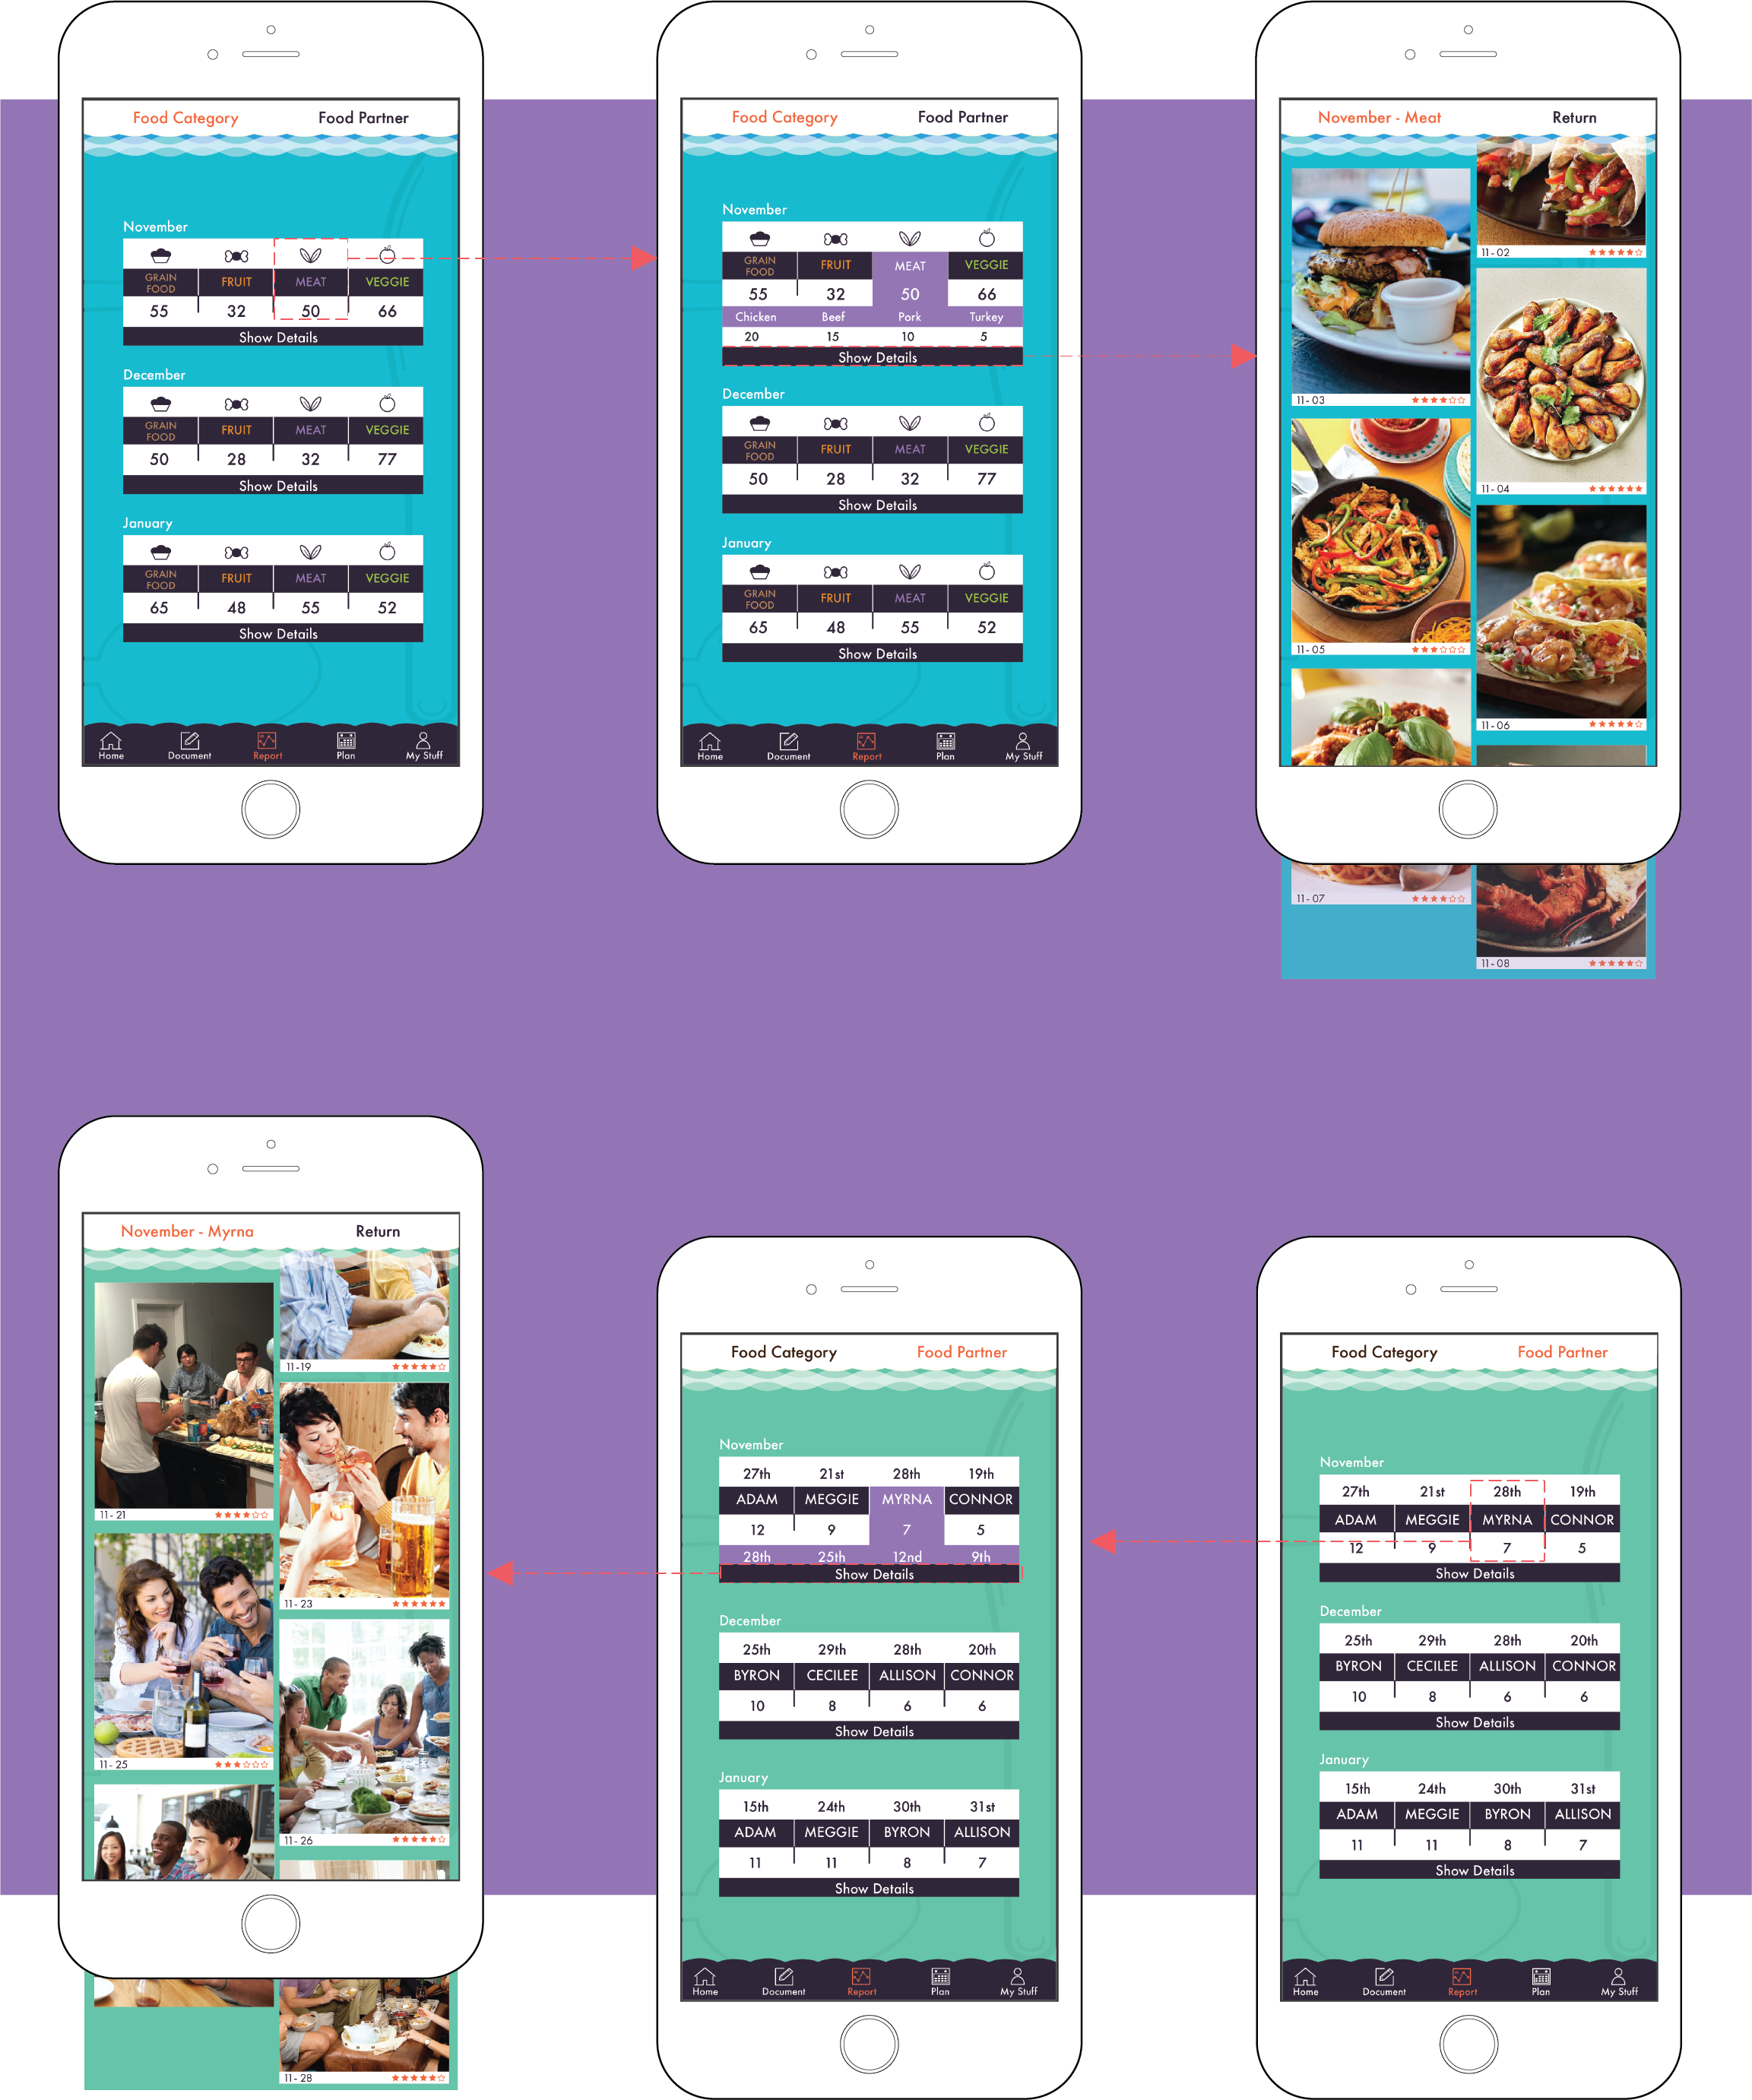 Food Category Food Partner
November
GRAIN FOOD FRUIT MEAT VEGGIE
55 32 50 66
Show Details
December
GRAIN FOOD FRUIT MEAT VEGGIE
50 28 32 77
Show Details
January
GRAIN FOOD FRUIT MEAT VEGGIE
65 48 55 52
Show Details
Home Document Report Plan My Stuff
Food Category Food Partner
November
GRAIN FOOD FRUIT MEAT VEGGIE
55 32 50 66
Chicken Beef Pork Turkey
20 15 10 5
Show Details
December
GRAIN FOOD FRUIT MEAT VEGGIE
50 28 32 77
Show Details
January
GRAIN FOOD FRUIT MEAT VEGGIE
65 48 55 52
Show Details
Home Document Report Plan My Stuff
November - Meat Return
11 - 02
11 - 03
11 - 04
11 - 05
11 - 06
11 - 07
11 - 08
November - Myrna Return
11 -19
11 - 21
11 - 23
11 - 25
11 - 26
11 - 28
Food Category Food Partner
November
27th 21st 28th 19th
ADAM MEGGIE MYRNA CONNOR
12 9 7 5
28th 25th 12nd 9th
Show Details
December
25th 29th 28th 20th
BYRON CECILEE ALLISON CONNOR
10 8 6 6
Show Details
January
15th 24th 30th 31st
ADAM MEGGIE BYRON ALLISON
11 11 8 7
Show Details
Home Document Report Plan My Stuff
Food Category Food Partner
November
27th 21st 28th 19th
ADAM MEGGIE MYRNA CONNOR
12 9 7 5
Show Details
December
25th 29th 28th 20th
BYRON CECILEE ALLISON CONNOR
10 8 6 6
Show Details
January
15th 24th 30th 31st
ADAM MEGGIE BYRON ALLISON
11 11 8 7
Show Details
Home Document Report Plan My Stuff